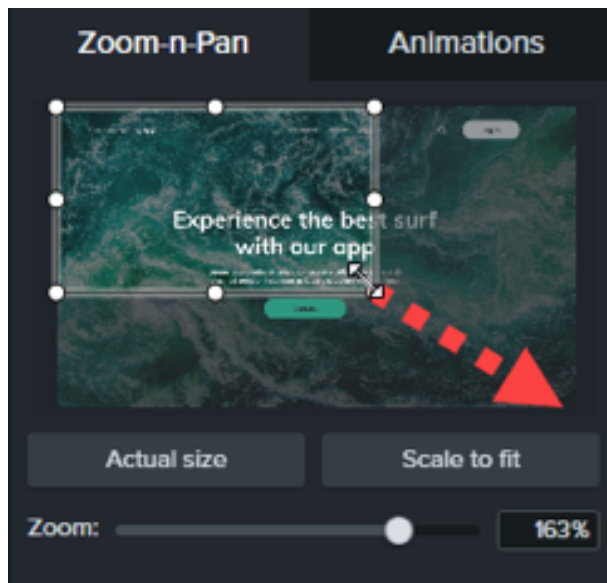 Zoom-n-Pan
Animations
Experience the best surf
with our app
Actual size
Scale to fit
Zoom:
163%